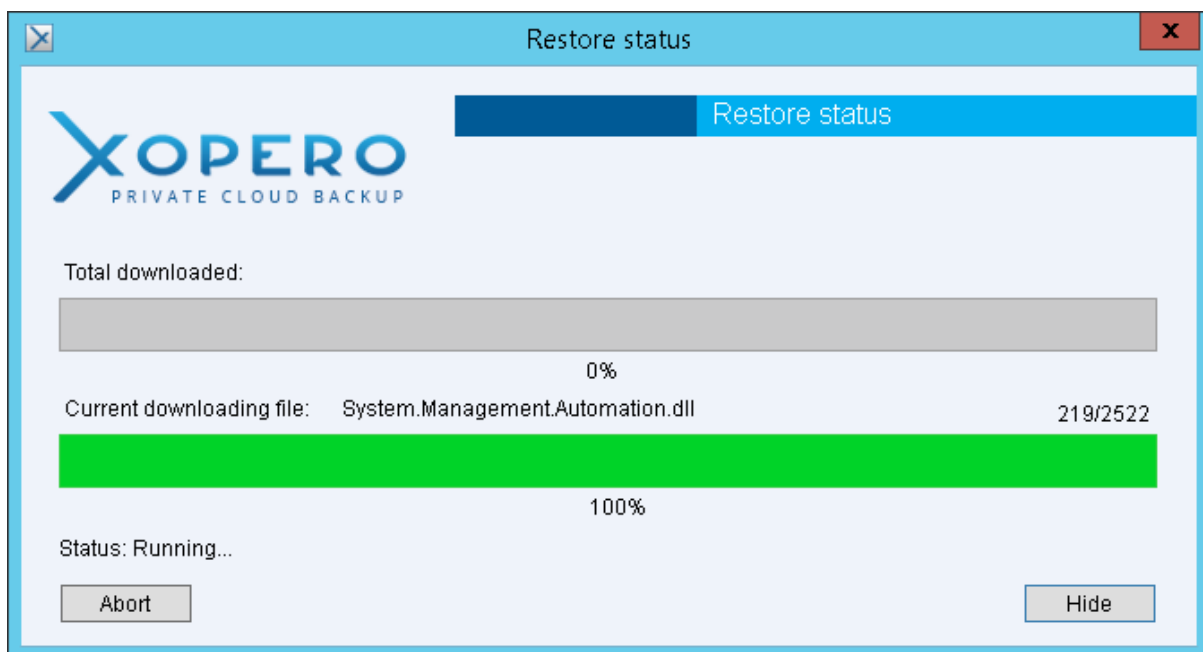 Restore status
x
Restore status
XOPERO
PRIVATE CLOUD BACKUP
Total downloaded:
0%
Current downloading file: System.Management.Automation.dll 219/2522
100%
Status: Running...
Abort Hide